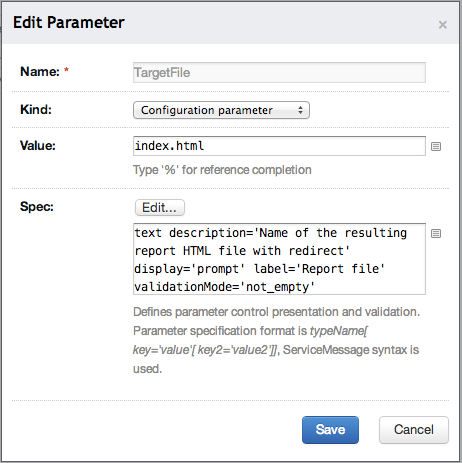 Edit Parameter ×
Name: * TargetFile
Kind: Configuration parameter
Value: index.html
Type '%' for reference completion
Spec: Edit...
text description='Name of the resulting
report HTML file with redirect'
display='prompt' label='Report file'
validationMode='not_empty'
Defines parameter control presentation and validation.
Parameter specification format is typeName[
key='value'[ key2='value2']], ServiceMessage syntax is
used.
Save Cancel